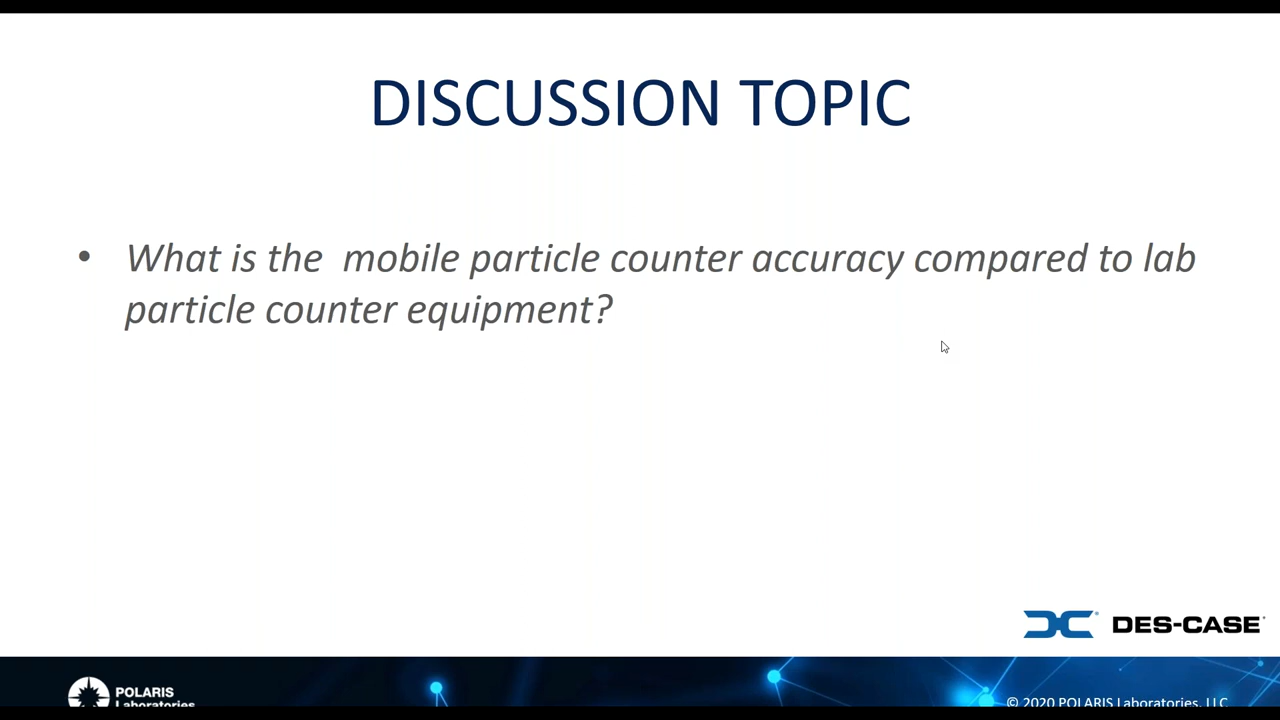 DISCUSSION TOPIC
• What is the mobile particle counter accuracy compared to lab
particle counter equipment?
DES-CASE
POLARIS
Laboratories
© 2020 POLARIS Laboratories, LLC